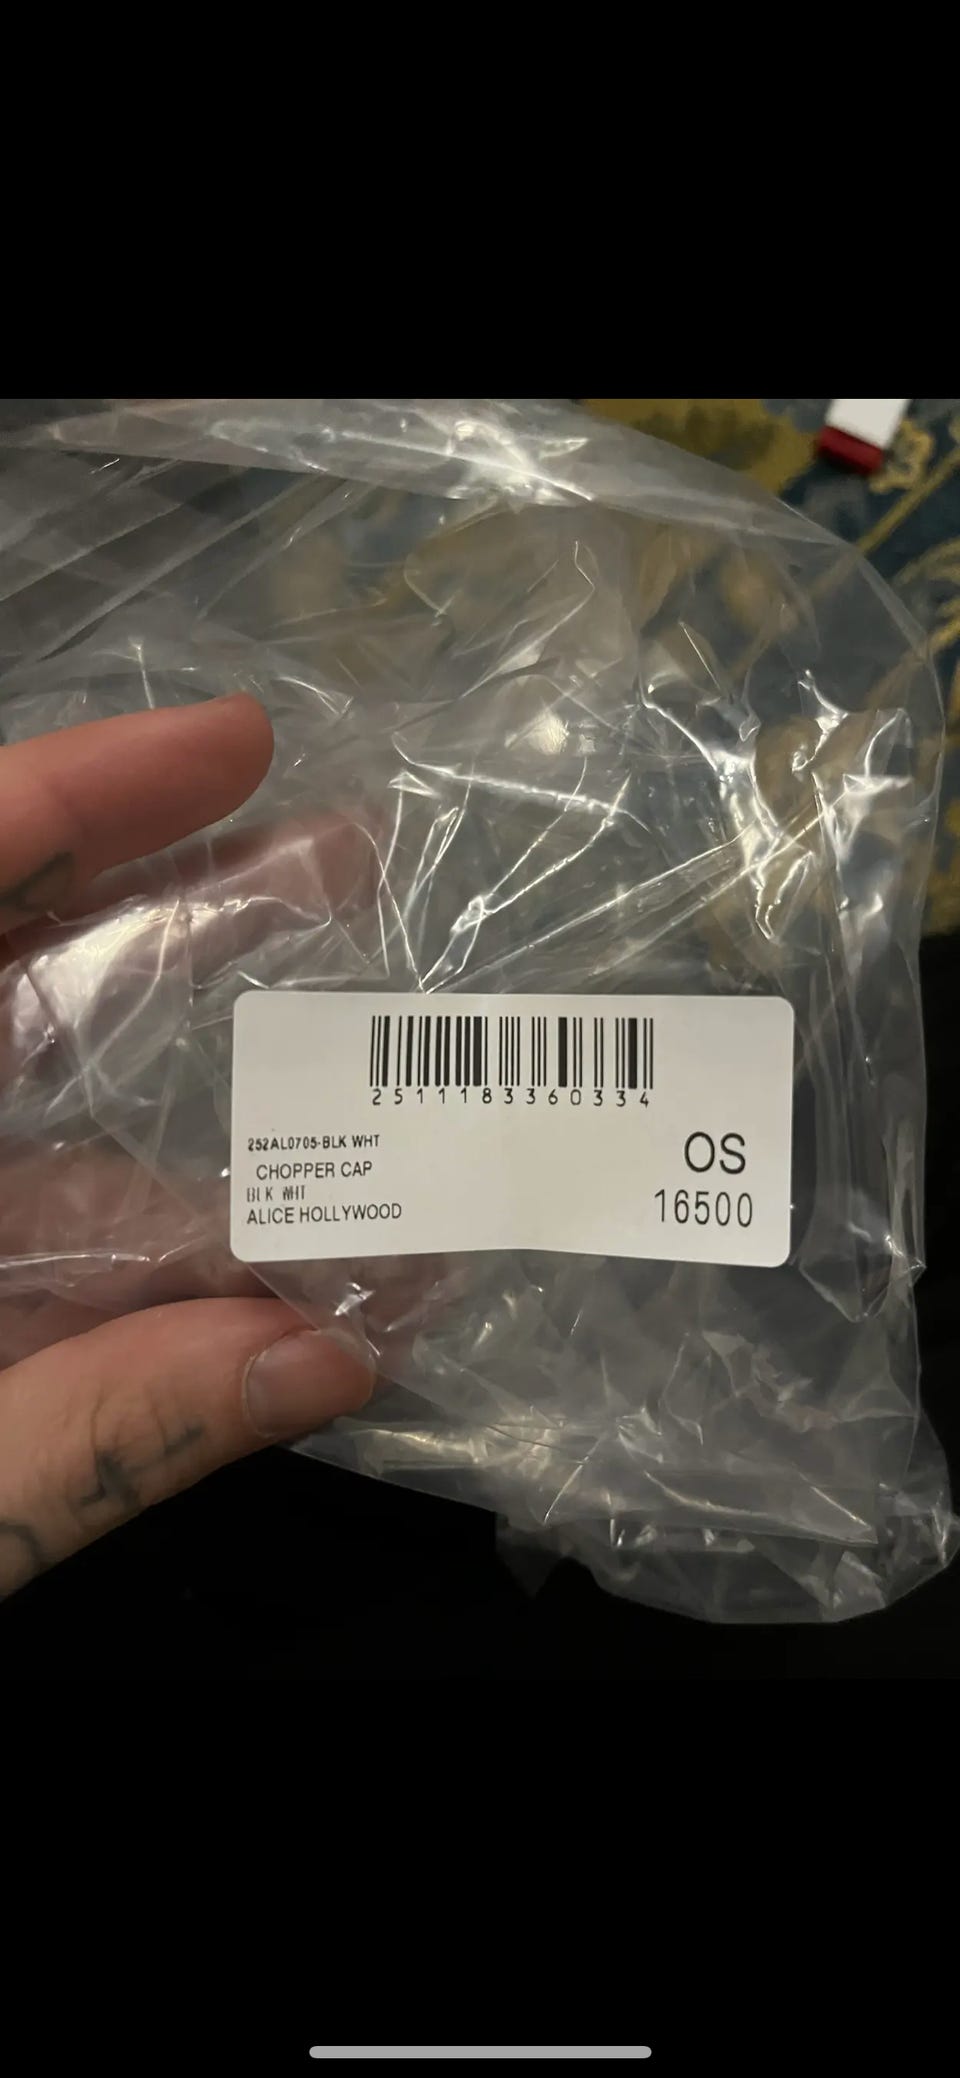 2511183360334
252AL0705-BLK WHT
CHOPPER CAP
BLK WHT
ALICE HOLLYWOOD
OS
16500